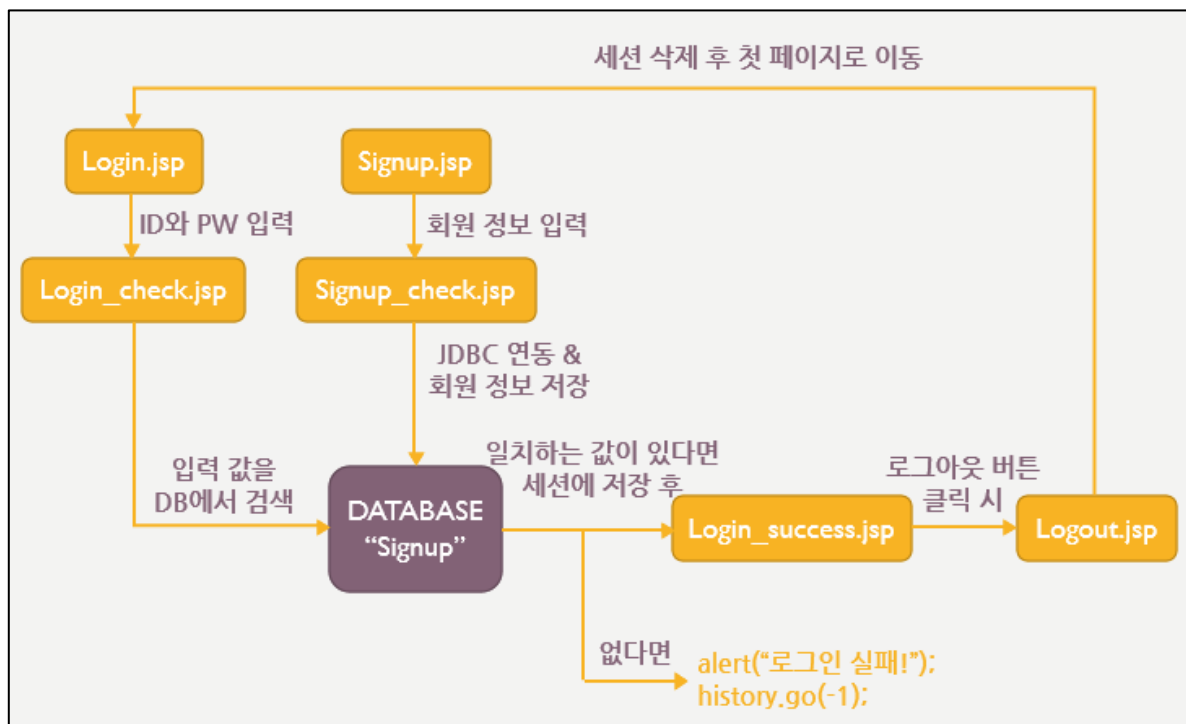 세션 삭제 후 첫 페이지로 이동
Login.jsp
Signup.jsp
ID와 PW 입력
회원 정보 입력
Login_check.jsp
Signup_check.jsp
JDBC 연동 &
회원 정보 저장
입력 값을
DB에서 검색
DATABASE
“Signup”
일치하는 값이 있다면
세션에 저장 후
Login_success.jsp
로그아웃 버튼
클릭 시
Logout.jsp
없다면
alert(“로그인 실패!”);
history.go(-1);